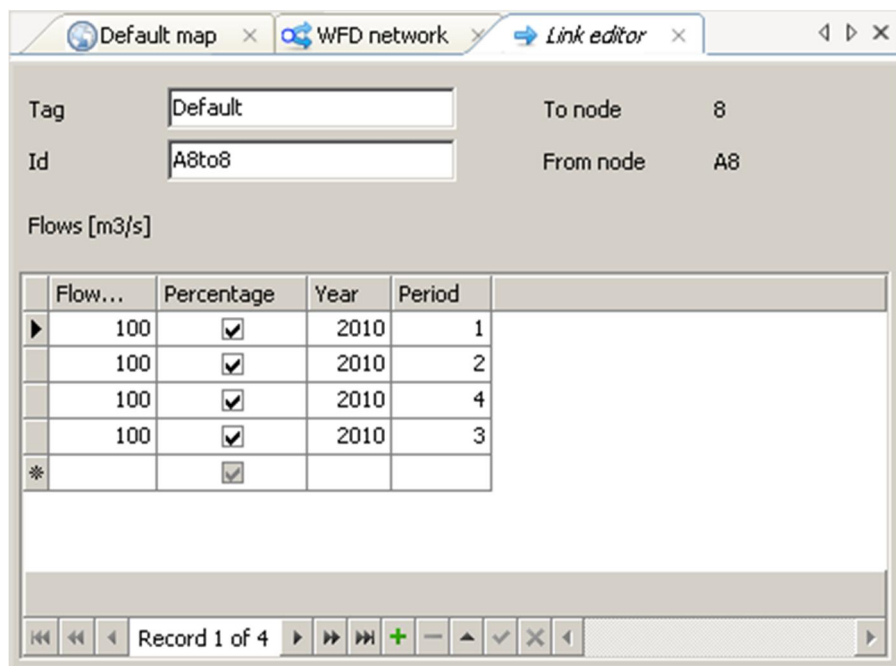 Default map WFD network Link editor
Tag Default To node 8
Id A8to8 From node A8
Flows [m3/s]
Flow... Percentage Year Period
100 2010 1
100 2010 2
100 2010 4
100 2010 3
Record 1 of 4